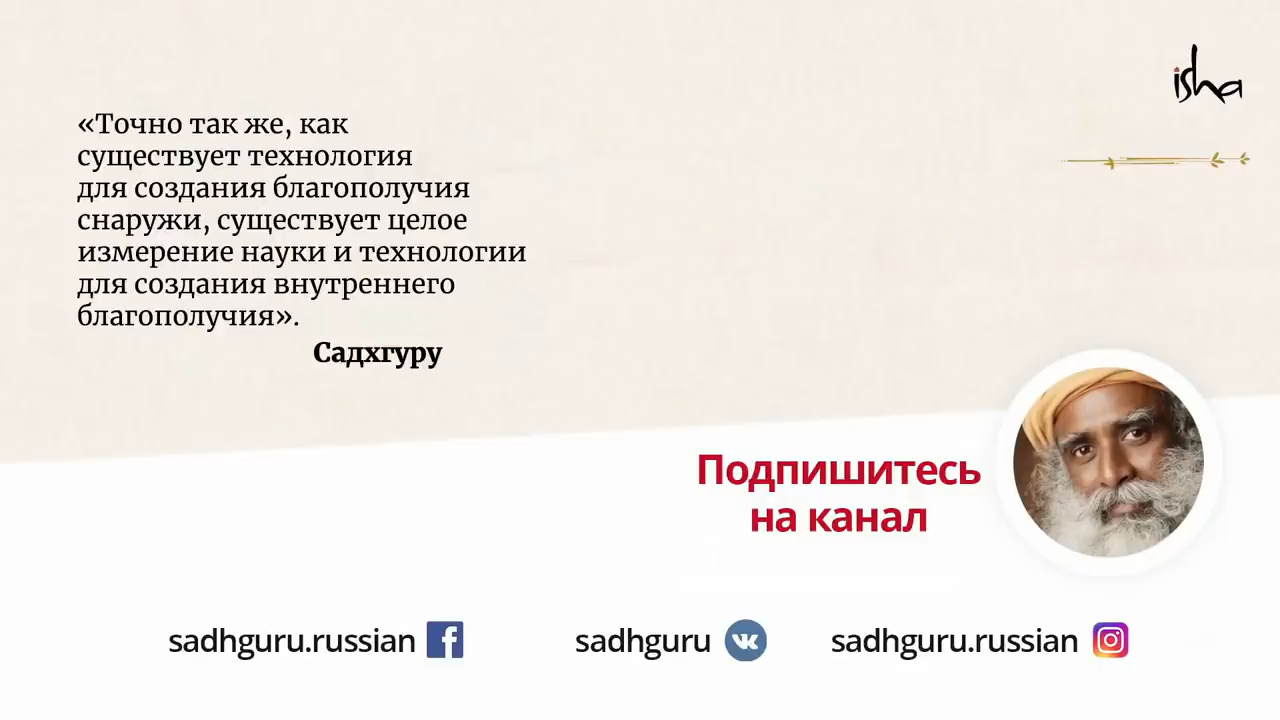 isha
«Точно так же, как
существует технология
для создания благополучия
снаружи, существует целое
измерение науки и технологии
для создания внутреннего
благополучия».
Садхгуру
Подпишитесь
на канал
sadhguru.russian
sadhguru
sadhguru.russian